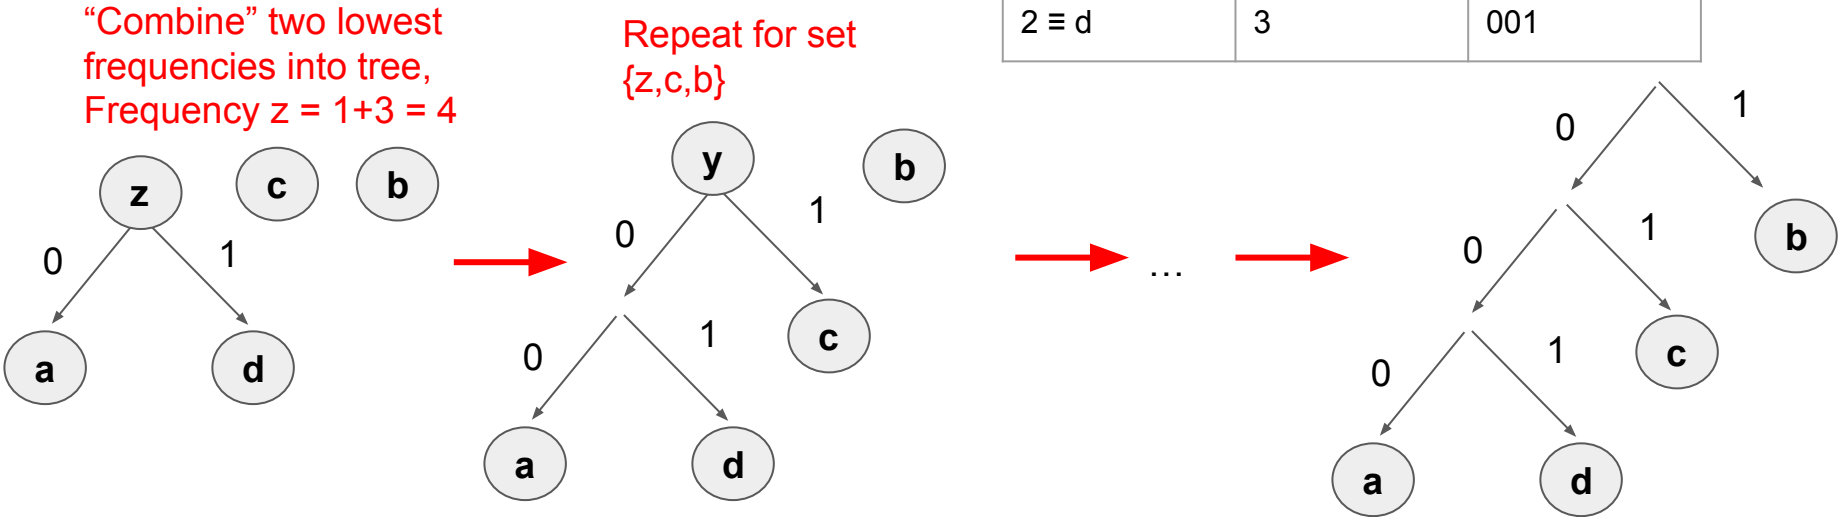 “Combine” two lowest
frequencies into tree,
Frequency z = 1+3 = 4
Repeat for set
{z,c,b}
2 ≡ d 3 001
z c b
0 1
a d
y b
0 1
c
0 1
a d
...
0 1
b
0 1
c
0 1
a d